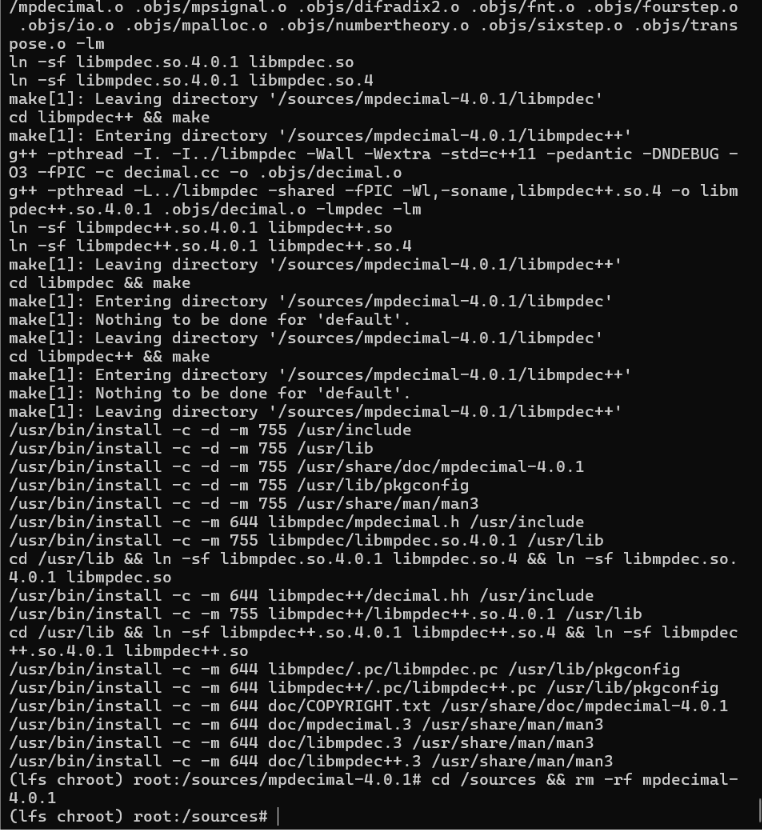 /mpdecimal.o .objs/mpsignal.o .objs/difradix2.o .objs/fnt.o .objs/fourstep.o
 .objs/io.o .objs/mpalloc.o .objs/numbertheory.o .objs/sixstep.o .objs/trans
pose.o -lm
ln -sf libmpdec.so.4.0.1 libmpdec.so
ln -sf libmpdec.so.4.0.1 libmpdec.so.4
make[1]: Leaving directory '/sources/mpdecimal-4.0.1/libmpdec'
cd libmpdec++ && make
make[1]: Entering directory '/sources/mpdecimal-4.0.1/libmpdec++'
g++ -pthread -I. -I../libmpdec -Wall -Wextra -std=c++11 -pedantic -DNDEBUG -
O3 -fPIC -c decimal.cc -o .objs/decimal.o
g++ -pthread -L../libmpdec -shared -fPIC -Wl,-soname,libmpdec++.so.4 -o libm
pdec++.so.4.0.1 .objs/decimal.o -lmpdec -lm
ln -sf libmpdec++.so.4.0.1 libmpdec++.so
ln -sf libmpdec++.so.4.0.1 libmpdec++.so.4
make[1]: Leaving directory '/sources/mpdecimal-4.0.1/libmpdec++'
cd libmpdec && make
make[1]: Entering directory '/sources/mpdecimal-4.0.1/libmpdec'
make[1]: Nothing to be done for 'default'.
make[1]: Leaving directory '/sources/mpdecimal-4.0.1/libmpdec'
cd libmpdec++ && make
make[1]: Entering directory '/sources/mpdecimal-4.0.1/libmpdec++'
make[1]: Nothing to be done for 'default'.
make[1]: Leaving directory '/sources/mpdecimal-4.0.1/libmpdec++'
/usr/bin/install -c -d -m 755 /usr/include
/usr/bin/install -c -d -m 755 /usr/lib
/usr/bin/install -c -d -m 755 /usr/share/doc/mpdecimal-4.0.1
/usr/bin/install -c -d -m 755 /usr/lib/pkgconfig
/usr/bin/install -c -d -m 755 /usr/share/man/man3
/usr/bin/install -c -m 644 libmpdec/mpdecimal.h /usr/include
/usr/bin/install -c -m 755 libmpdec/libmpdec.so.4.0.1 /usr/lib
cd /usr/lib && ln -sf libmpdec.so.4.0.1 libmpdec.so.4 && ln -sf libmpdec.so.
4.0.1 libmpdec.so
/usr/bin/install -c -m 644 libmpdec++/decimal.hh /usr/include
/usr/bin/install -c -m 755 libmpdec++/libmpdec++.so.4.0.1 /usr/lib
cd /usr/lib && ln -sf libmpdec++.so.4.0.1 libmpdec++.so.4 && ln -sf libmpdec
++.so.4.0.1 libmpdec++.so
/usr/bin/install -c -m 644 libmpdec/.pc/libmpdec.pc /usr/lib/pkgconfig
/usr/bin/install -c -m 644 libmpdec++/.pc/libmpdec++.pc /usr/lib/pkgconfig
/usr/bin/install -c -m 644 doc/COPYRIGHT.txt /usr/share/doc/mpdecimal-4.0.1
/usr/bin/install -c -m 644 doc/mpdecimal.3 /usr/share/man/man3
/usr/bin/install -c -m 644 doc/libmpdec.3 /usr/share/man/man3
/usr/bin/install -c -m 644 doc/libmpdec++.3 /usr/share/man/man3
(lfs chroot) root:/sources/mpdecimal-4.0.1# cd /sources && rm -rf mpdecimal-
4.0.1
(lfs chroot) root:/sources#